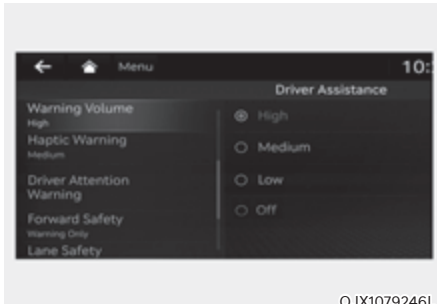 Menu
10:
Driver Assistance
Warning Volume
High
Haptic Warning
Medium
Driver Attention
Warning
Forward Safety
Warning Only
Lane Safety
High
Medium
Low
Off
OJX1079246L